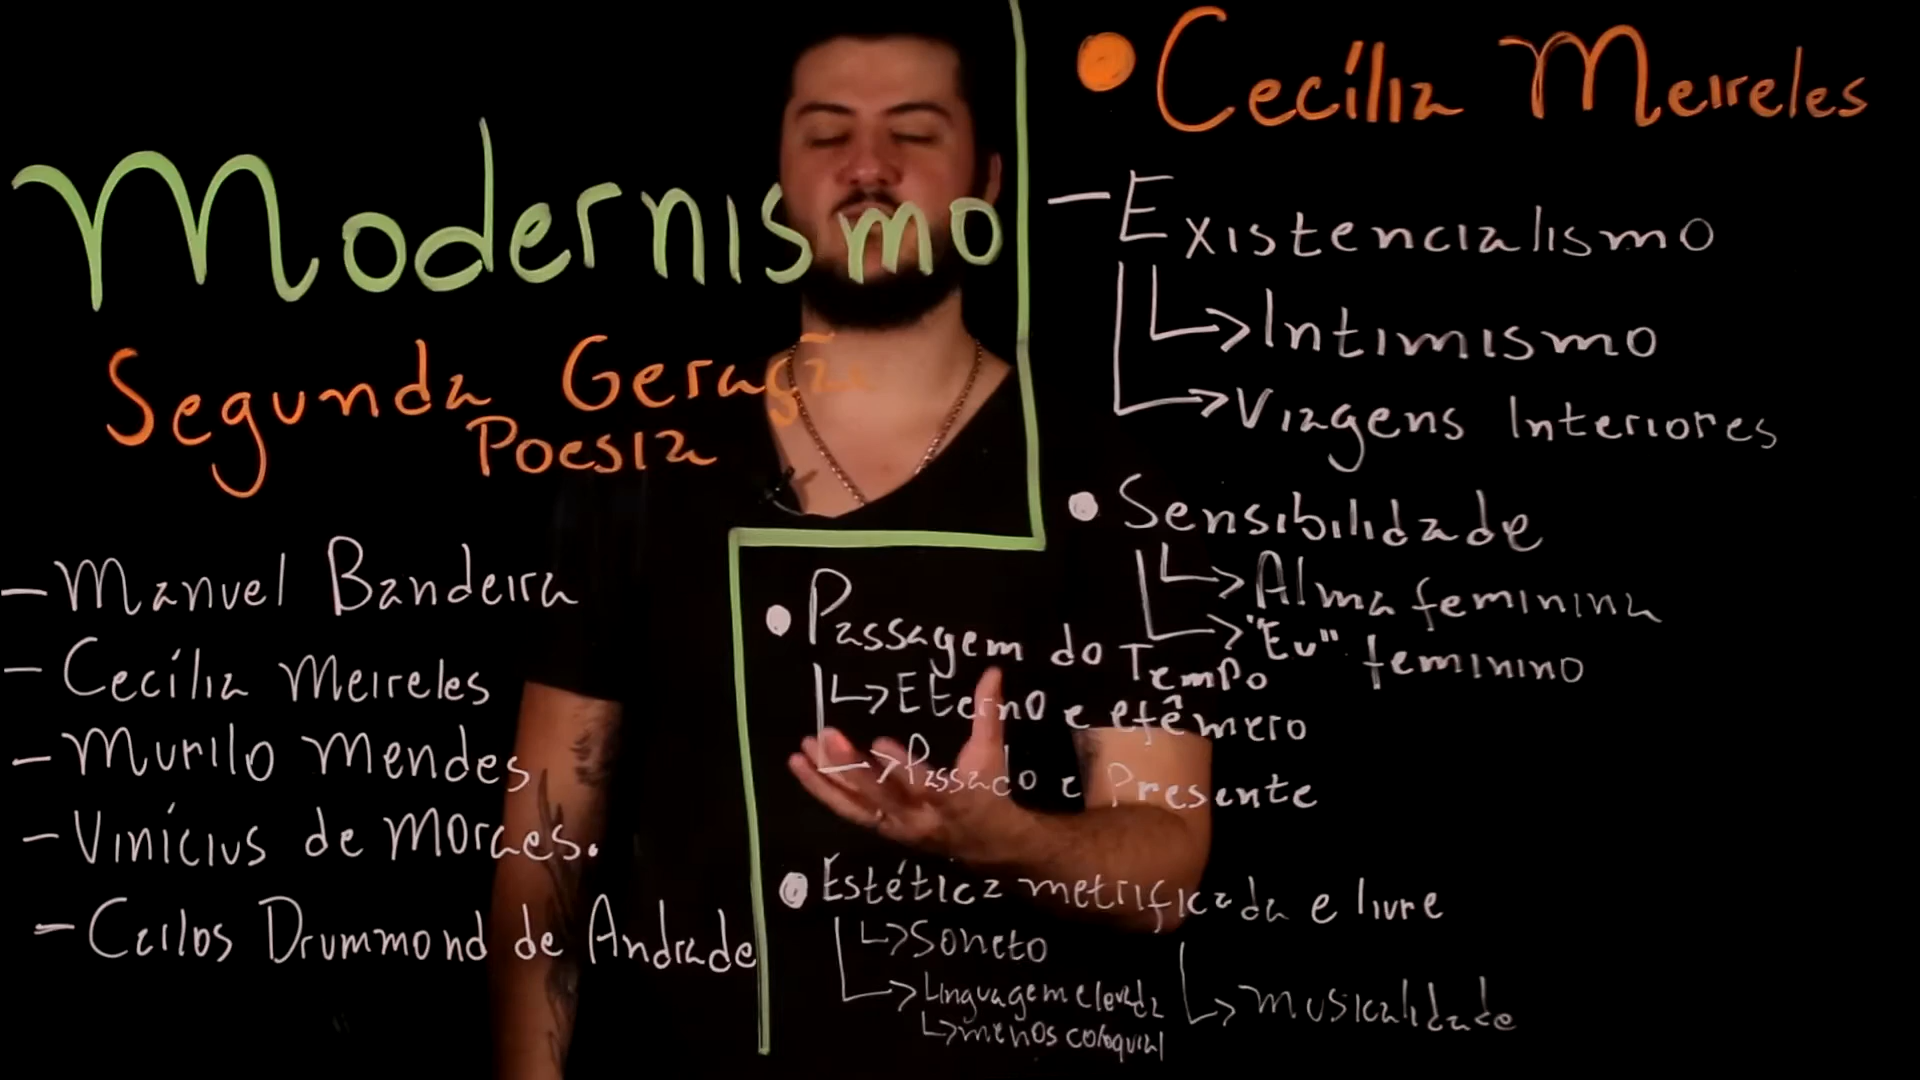 Modernismo
Segunda Geração
Poesia
- Manuel Bandeira
- Cecília Meireles
- Murilo Mendes
- Vinícius de Moraes.
- Carlos Drummond de Andrade
• Cecília Meireles
- Existencialismo
↳ Intimismo
↳ Viagens Interiores
• Sensibilidade
↳ Alma feminina
↳ "Eu" feminino
• Passagem do Tempo
↳ Eterno e efêmero
↳ Passado e Presente
• Estética metrificada e livre
↳ Soneto
↳ Linguagem elevada
↳ menos coloquial
↳ musicalidade